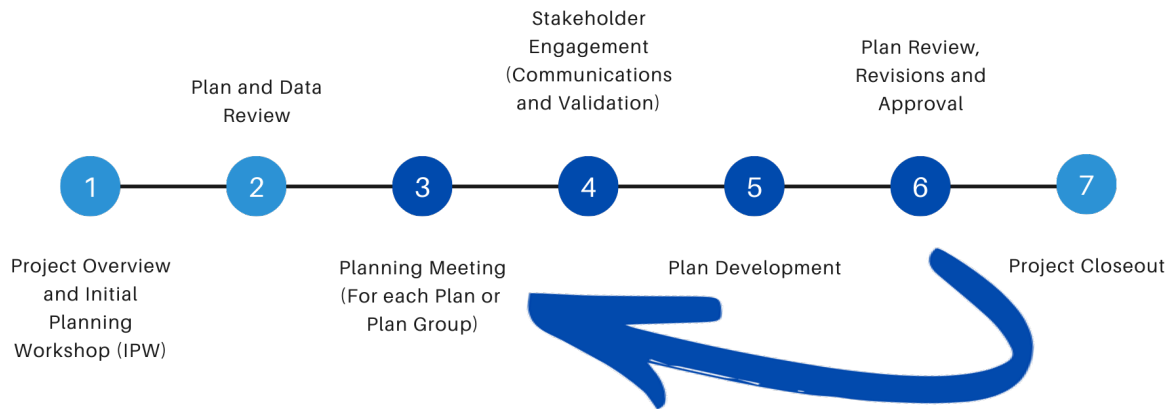 Stakeholder
Engagement
(Communications
and Validation)
Plan Review,
Revisions and
Approval
Plan and Data
Review
1
2
3
4
5
6
7
Project Overview
and Initial
Planning
Workshop (IPW)
Planning Meeting
(For each Plan or
Plan Group)
Plan Development
Project Closeout